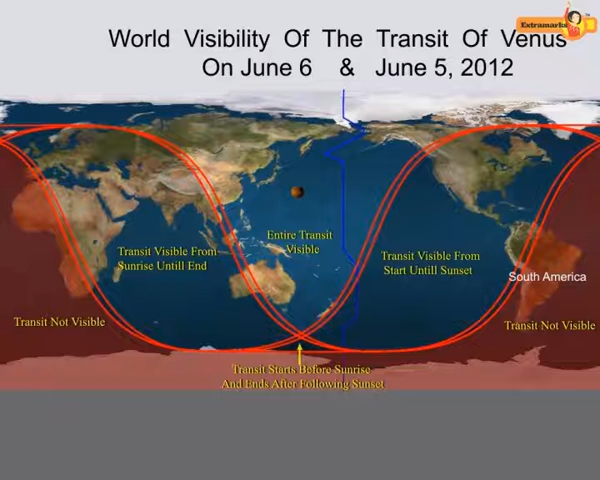 Extramarks
World Visibility Of The Transit Of Venus
On June 6 & June 5, 2012
Entire Transit
Visible
Transit Visible From
Sunrise Untill End
Transit Visible From
Start Untill Sunset
South America
Transit Not Visible
Transit Not Visible
Transit Starts Before Sunrise
And Ends After Following Sunset